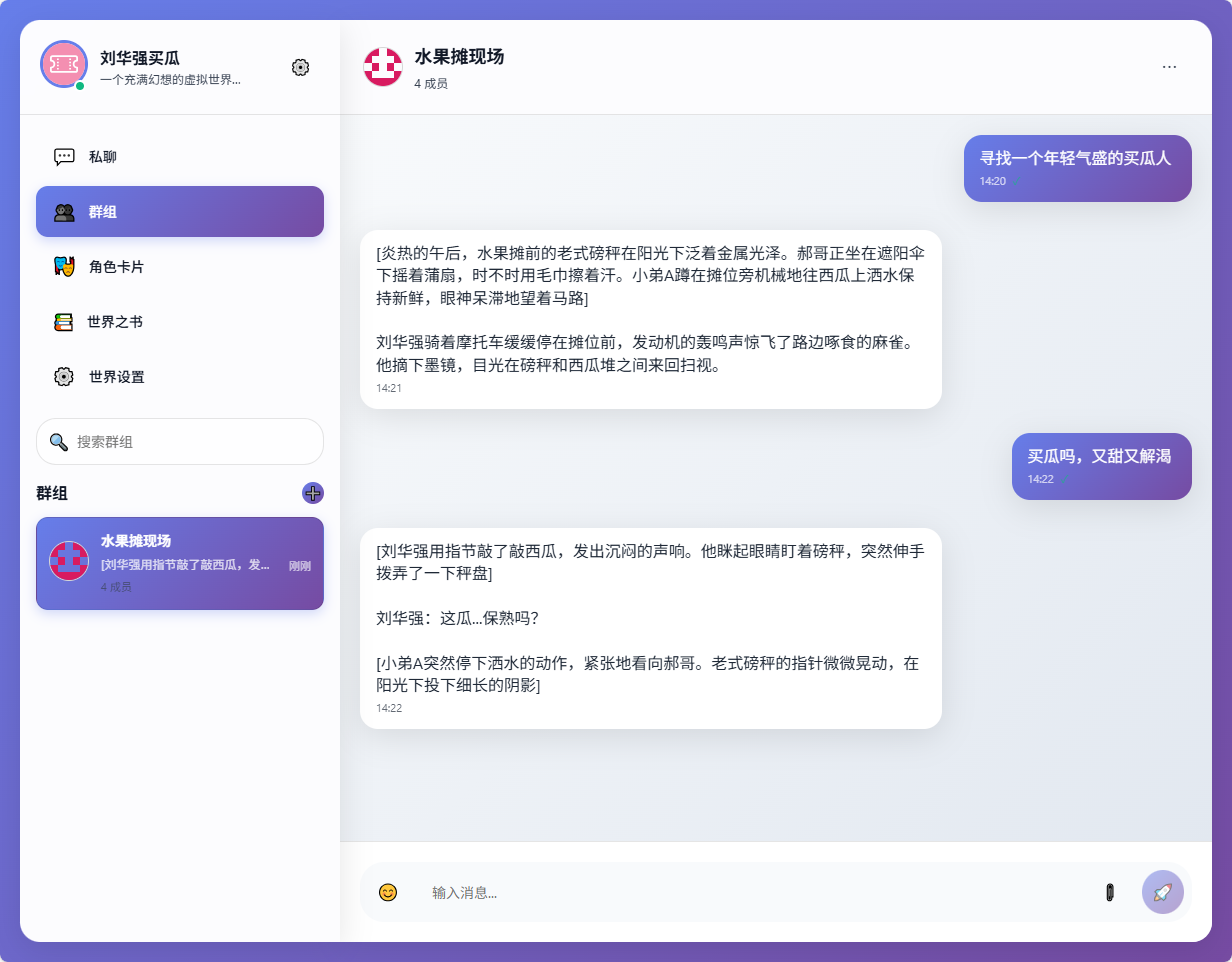 刘华强买瓜
一个充满幻想的虚拟世界...
私聊
群组
角色卡片
世界之书
世界设置
搜索群组
群组
水果摊现场
[刘华强用指节敲了敲西瓜，发...
刚刚
4 成员
水果摊现场
4 成员
...
寻找一个年轻气盛的买瓜人
14:20
[炎热的午后，水果摊前的老式磅秤在阳光下泛着金属光泽。郝哥正坐在遮阳伞
下摇着蒲扇，时不时用毛巾擦着汗。小弟A蹲在摊位旁机械地往西瓜上洒水保
持新鲜，眼神呆滞地望着马路]
刘华强骑着摩托车缓缓停在摊位前，发动机的轰鸣声惊飞了路边啄食的麻雀。
他摘下墨镜，目光在磅秤和西瓜堆之间来回扫视。
14:21
买瓜吗，又甜又解渴
14:22
[刘华强用指节敲了敲西瓜，发出沉闷的声响。他眯起眼睛盯着磅秤，突然伸手
拨弄了一下秤盘]
刘华强：这瓜...保熟吗？
[小弟A突然停下洒水的动作，紧张地看向郝哥。老式磅秤的指针微微晃动，在
阳光下投下细长的阴影]
14:22
输入消息...